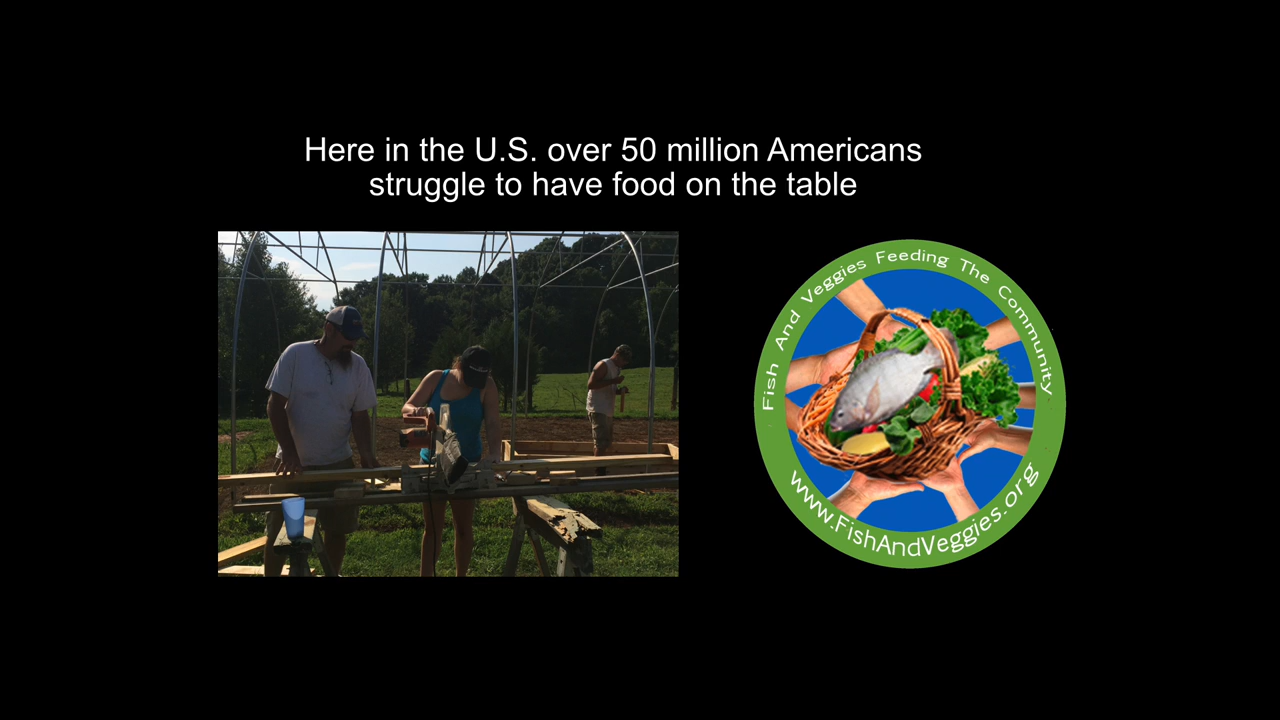 Here in the U.S. over 50 million Americans
struggle to have food on the table
Fish And Veggies Feeding The Community
www.FishAndVeggies.org